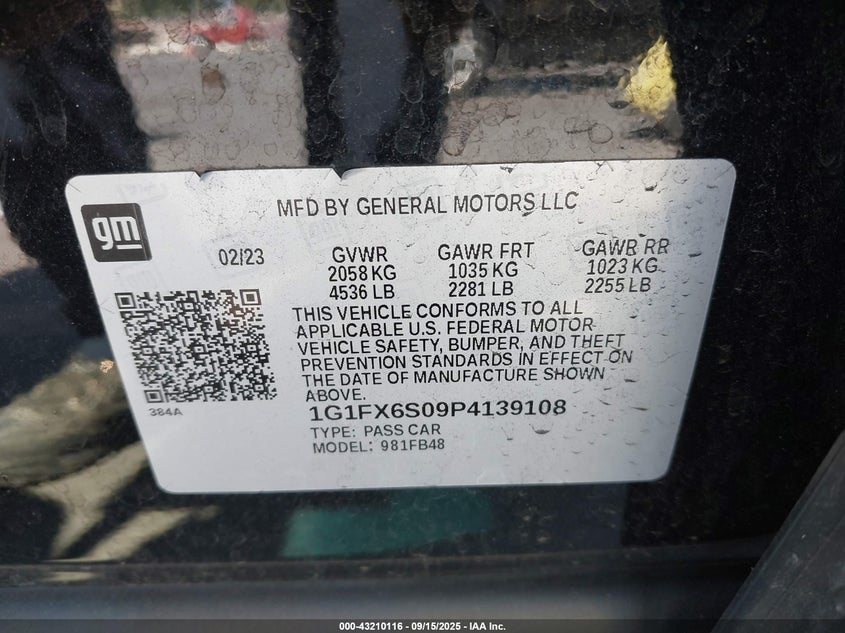 MFD BY GENERAL MOTORS LLC
gm
02/23
GVWR GAWR FRT GAWR RR
2058 KG 1035 KG 1023 KG
4536 LB 2281 LB 2255 LB
THIS VEHICLE CONFORMS TO ALL
APPLICABLE U.S. FEDERAL MOTOR
VEHICLE SAFETY, BUMPER, AND THEFT
PREVENTION STANDARDS IN EFFECT ON
THE DATE OF MANUFACTURE SHOWN
ABOVE.
384A
1G1FX6S09P4139108
TYPE: PASS CAR
MODEL: 981FB48
000-43210116 - 09/15/2025 - IAA Inc.